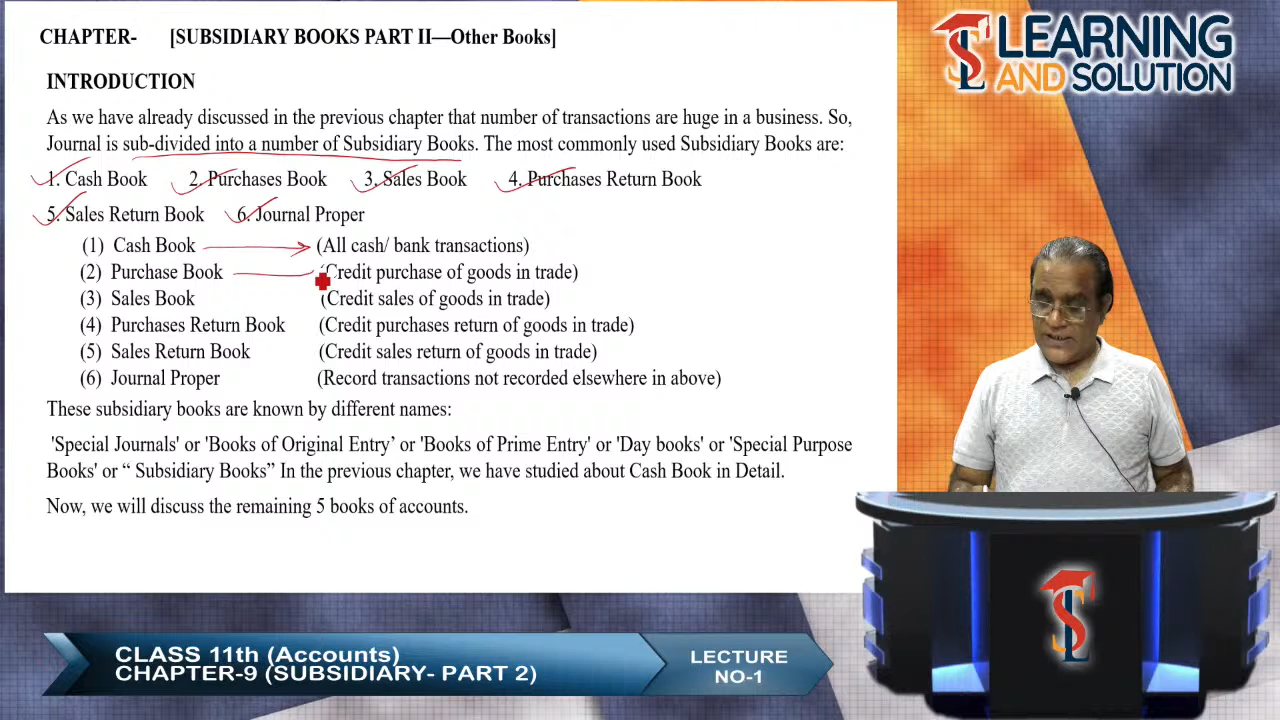 CHAPTER- [SUBSIDIARY BOOKS PART II—Other Books]
INTRODUCTION
As we have already discussed in the previous chapter that number of transactions are huge in a business. So,
Journal is sub-divided into a number of Subsidiary Books. The most commonly used Subsidiary Books are:
1. Cash Book 2. Purchases Book 3. Sales Book 4. Purchases Return Book
5. Sales Return Book 6. Journal Proper
(1) Cash Book (All cash/ bank transactions)
(2) Purchase Book (Credit purchase of goods in trade)
(3) Sales Book (Credit sales of goods in trade)
(4) Purchases Return Book (Credit purchases return of goods in trade)
(5) Sales Return Book (Credit sales return of goods in trade)
(6) Journal Proper (Record transactions not recorded elsewhere in above)
These subsidiary books are known by different names:
'Special Journals' or 'Books of Original Entry’ or 'Books of Prime Entry' or 'Day books' or 'Special Purpose
Books' or “ Subsidiary Books” In the previous chapter, we have studied about Cash Book in Detail.
Now, we will discuss the remaining 5 books of accounts.
SL LEARNING
AND SOLUTION
SL
CLASS 11th (Accounts)
CHAPTER-9 (SUBSIDIARY- PART 2)
LECTURE
NO-1